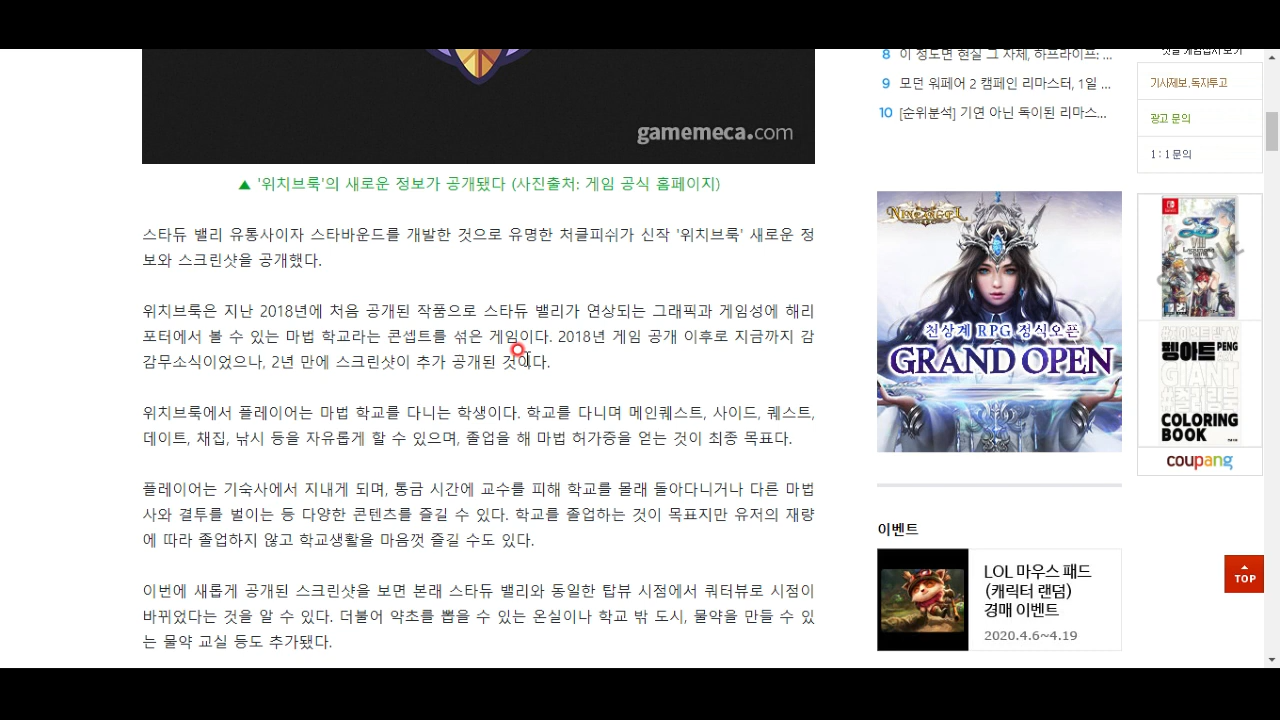 gamemeca.com
▲ '위치브룩'의 새로운 정보가 공개됐다 (사진출처: 게임 공식 홈페이지)
스타듀 밸리 유통사이자 스타바운드를 개발한 것으로 유명한 처클피쉬가 신작 '위치브룩' 새로운 정
보와 스크린샷을 공개했다.
위치브룩은 지난 2018년에 처음 공개된 작품으로 스타듀 밸리가 연상되는 그래픽과 게임성에 해리
포터에서 볼 수 있는 마법 학교라는 콘셉트를 섞은 게임이다. 2018년 게임 공개 이후로 지금까지 감
감무소식이었으나, 2년 만에 스크린샷이 추가 공개된 것이다.
위치브룩에서 플레이어는 마법 학교를 다니는 학생이다. 학교를 다니며 메인퀘스트, 사이드, 퀘스트,
데이트, 채집, 낚시 등을 자유롭게 할 수 있으며, 졸업을 해 마법 허가증을 얻는 것이 최종 목표다.
플레이어는 기숙사에서 지내게 되며, 통금 시간에 교수를 피해 학교를 몰래 돌아다니거나 다른 마법
사와 결투를 벌이는 등 다양한 콘텐츠를 즐길 수 있다. 학교를 졸업하는 것이 목표지만 유저의 재량
에 따라 졸업하지 않고 학교생활을 마음껏 즐길 수도 있다.
이번에 새롭게 공개된 스크린샷을 보면 본래 스타듀 밸리와 동일한 탑뷰 시점에서 쿼터뷰로 시점이
바뀌었다는 것을 알 수 있다. 더불어 약초를 뽑을 수 있는 온실이나 학교 밖 도시, 물약을 만들 수 있
는 물약 교실 등도 추가됐다.
8 이 정도면 현실 그 자체, 하프라이프: ...
9 모던 워페어 2 캠페인 리마스터, 1일 ...
10 [순위분석] 기연 아닌 독이된 리마스...
천상계 RPG 정식오픈
GRAND OPEN
이벤트
LOL 마우스 패드
(캐릭터 랜덤)
경매 이벤트
2020.4.6~4.19
기사제보,독자투고
광고 문의
1 : 1 문의
VIII
펭아트 PENG
GIANT
COLORING
BOOK
coupang
TOP